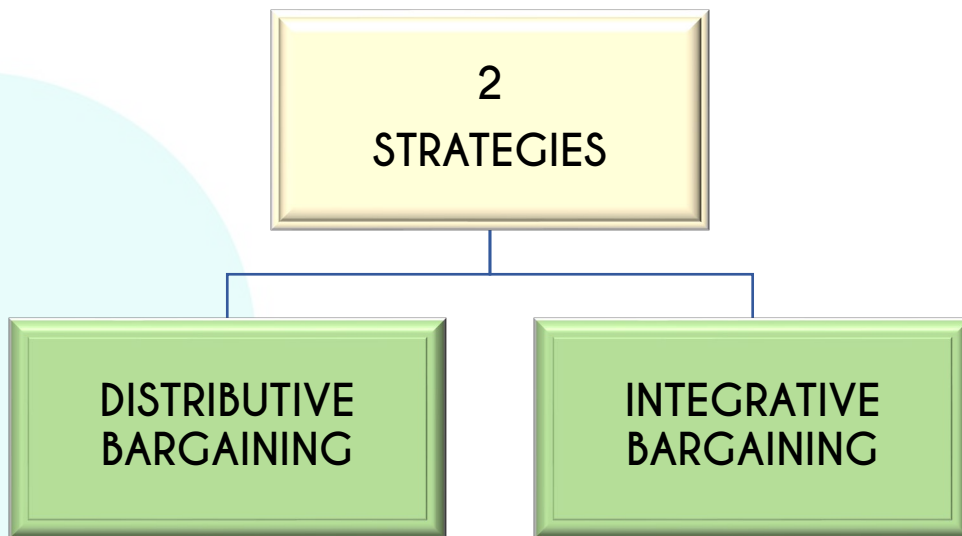 2
STRATEGIES
DISTRIBUTIVE
BARGAINING
INTEGRATIVE
BARGAINING